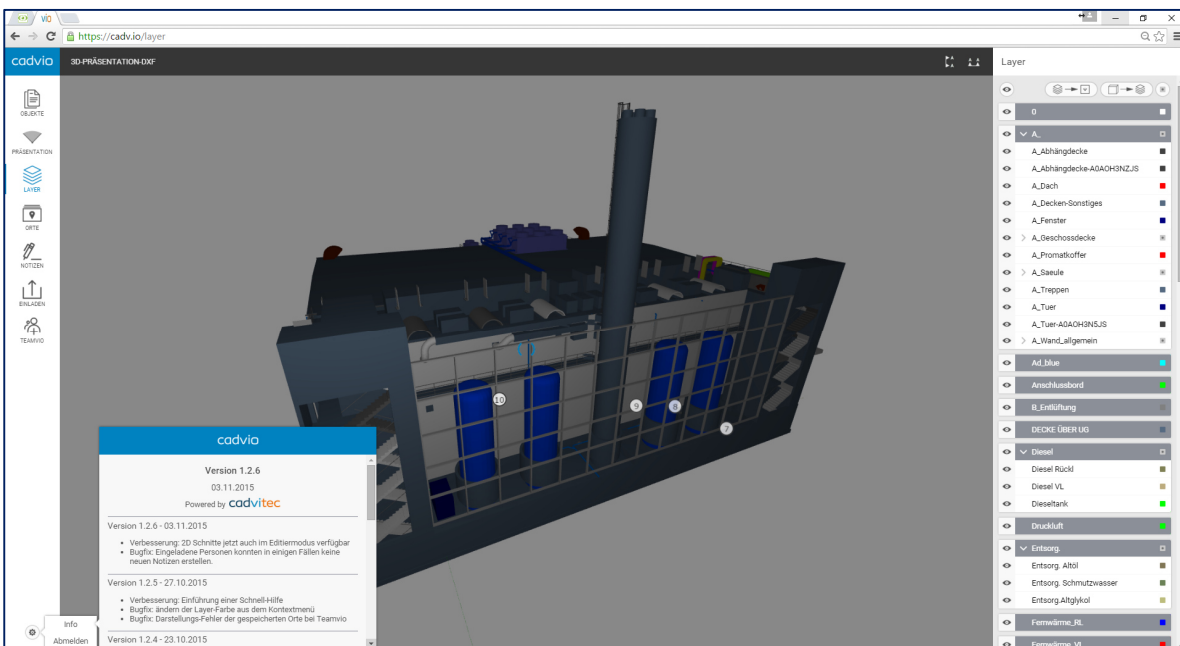 vio
https://cadv.io/layer
cadvio
3D-PRÄSENTATION-DXF
Layer
OBJEKTE
PRÄSENTATION
LAYER
ORTE
NOTIZEN
EINLADEN
TEAMVIO
0
A_
A_Abhängdecke
A_Abhängdecke-A0AOH3NZJS
A_Dach
A_Decken-Sonstiges
A_Fenster
A_Geschossdecke
A_Promatkoffer
A_Saeule
A_Treppen
A_Tuer
A_Tuer-A0AOH3N5JS
A_Wand_allgemein
Ad_blue
Anschlussbord
B_Entlüftung
DECKE ÜBER UG
Diesel
Diesel Rückl
Diesel VL
Dieseltank
Druckluft
Entsorg.
Entsorg. Altöl
Entsorg. Schmutzwasser
Entsorg.Altglykol
Fernwärme_RL
Fernwärme_VL
10
9
8
7
cadvio
Version 1.2.6
03.11.2015
Powered by cadvitec
Version 1.2.6 - 03.11.2015
• Verbesserung: 2D Schnitte jetzt auch im Editiermodus verfügbar
• Bugfix: Eingeladene Personen konnten in einigen Fällen keine
neuen Notizen erstellen.
Version 1.2.5 - 27.10.2015
• Verbesserung: Einführung einer Schnell-Hilfe
• Bugfix: ändern der Layer-Farbe aus dem Kontextmenü
• Bugfix: Darstellungs-Fehler der gespeicherten Orte bei Teamvio
Version 1.2.4 - 23.10.2015
Info
Abmelden